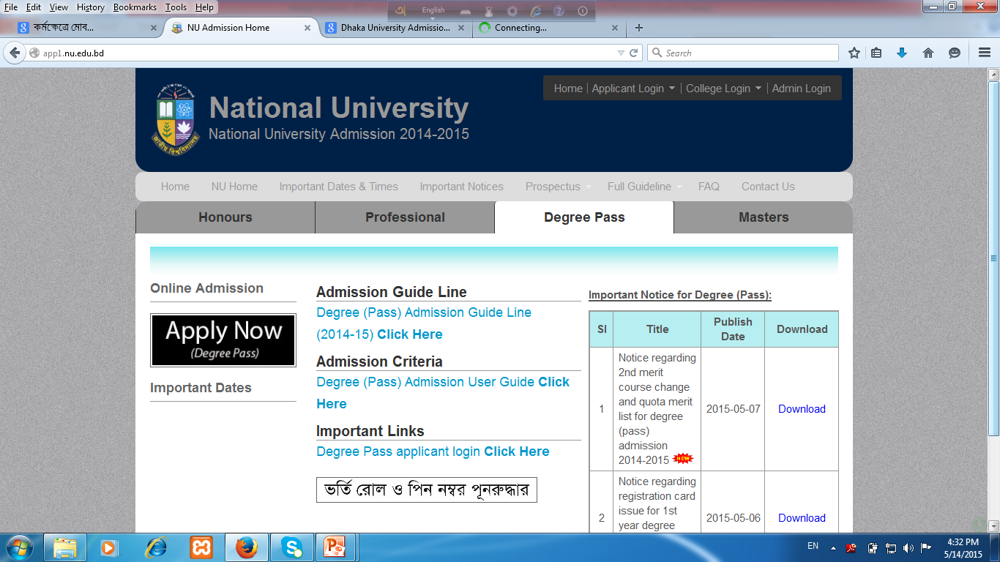 File Edit View History Bookmarks Tools Help
English
কর্মক্ষেত্রে মোব...
NU Admission Home
Dhaka University Admissio...
Connecting...
app1.nu.edu.bd
Search
Home | Applicant Login | College Login | Admin Login
National University
National University Admission 2014-2015
Home NU Home Important Dates & Times Important Notices Prospectus Full Guideline FAQ Contact Us
Honours Professional Degree Pass Masters
Online Admission
Apply Now
(Degree Pass)
Important Dates
Admission Guide Line
Degree (Pass) Admission Guide Line
(2014-15) Click Here
Admission Criteria
Degree (Pass) Admission User Guide Click
Here
Important Links
Degree Pass applicant login Click Here
ভর্তি রোল ও পিন নম্বর পূনরুদ্ধার
Important Notice for Degree (Pass):
Sl Title Publish
Date Download
1
Notice regarding
2nd merit
course change
and quota merit
list for degree
(pass)
admission
2014-2015 NEW
2015-05-07 Download
2
Notice regarding
registration card
issue for 1st
year degree
2015-05-06 Download
EN
4:32 PM
5/14/2015